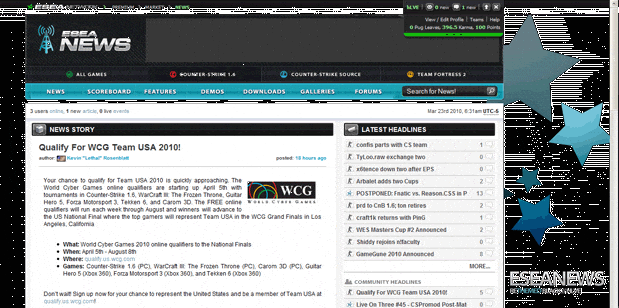 LIVE 0 new 1 new
View / Edit Profile | Teams | Help
0 Pug Leaves, 396.5 Karma, 100 Points
ESEA
NEWS
ALL GAMES COUNTER-STRIKE 1.6 COUNTER-STRIKE SOURCE TEAM FORTRESS 2
NEWS SCOREBOARD FEATURES DEMOS DOWNLOADS GALLERIES FORUMS Search for News!
3 users online, 1 new article, 0 live events Mar 23rd 2010, 6:31am UTC-5
NEWS STORY
Qualify For WCG Team USA 2010!
author: Kevin "Lethal" Rosenblatt posted: 18 hours ago
Your chance to qualify for Team USA 2010 is quickly approaching. The
World Cyber Games online qualifiers are starting up April 5th with
tournaments in Counter-Strike 1.6, WarCraft III: The Frozen Throne, Guitar
Hero 5, Forza Motorsport 3, Tekken 6, and Carom 3D. The FREE online
qualifiers will run each week through August and winners will advance to
the US National Final where the top gamers will represent Team USA in the WCG Grand Finals in Los
Angeles, California
WCG
WORLD CYBER GAMES
What: World Cyber Games 2010 online qualifiers to the National Finals
When: April 5th - August 8th
Where: qualify.us.wcg.com
Games: Counter-Strike 1.6 (PC), WarCraft III: The Frozen Throne (PC), Carom 3D (PC), Guitar
Hero 5 (Xbox 360), Forza Motorsport 3 (Xbox 360), and Tekken 6 (Xbox 360)
Don't wait! Sign up now for your chance to represent the United States and be a member of Team USA at
qualify.us.wcg.com!
LATEST HEADLINES
confis parts with CS team 1
TyLoo.raw exchange two 0
x6tence down two after EPS 0
Arbalet adds two Cups 0
POSTPONED: Fnatic vs. Reason.CSS in P 13
prd to CnB 1.6; ton retires 2
craft1k returns with PinG 1
WES Masters Cup #2 Announced 2
Shiddy rejoins nffaculty 0
GameGune 2010 Announced 8
MORE...
COMMUNITY HEADLINES
Qualify For WCG Team USA 2010! 5
Live On Three #45 - CSPromod Post-Mat
ESEANEWS